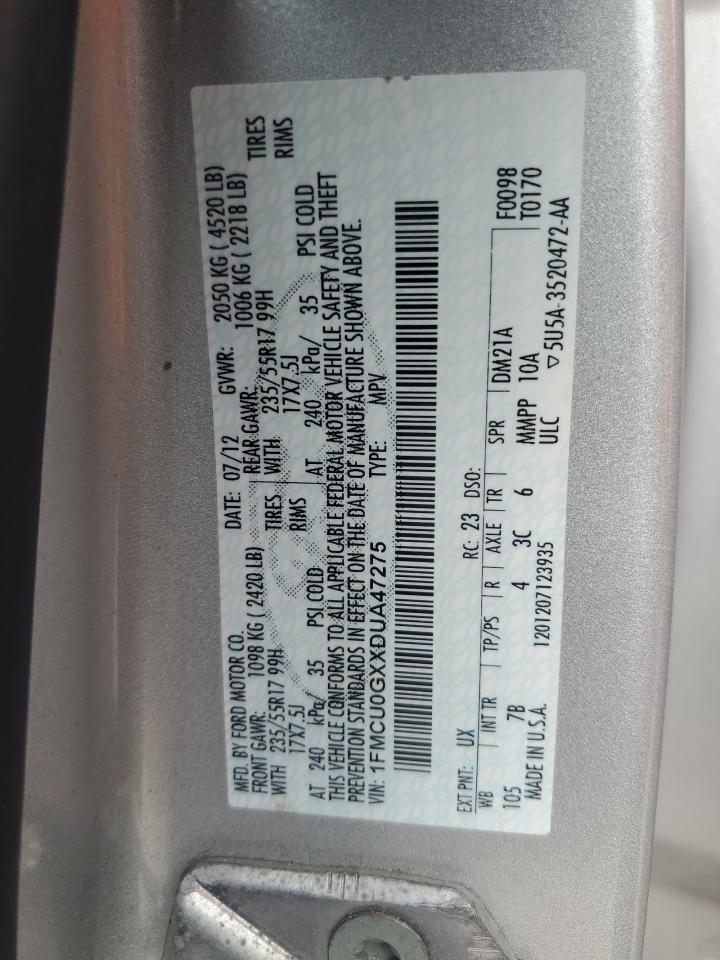 MFD. BY FORD MOTOR CO.
DATE: 07/12 GVWR: 2050 KG ( 4520 LB)
FRONT GAWR: 1098 KG ( 2420LB) REAR GAWR: 1006 KG ( 2218 LB)
WITH 235/55R17 99H TIRES WITH 235/55R17 99H TIRES
17X7.5J RIMS 17X7.5J RIMS
AT 240 kPa/ 35 PSI COLD AT 240 kPa/ 35 PSI COLD
THIS VEHICLE CONFORMS TO ALL APPLICABLE FEDERAL MOTOR VEHICLE SAFETY AND THEFT
PREVENTION STANDARDS IN EFFECT ON THE DATE OF MANUFACTURE SHOWN ABOVE.
VIN: 1FMCU0GXXDUA47275 TYPE: MPV
EXT PNT: UX RC: 23 DSO: F0098
WB INT TR TP/PS R AXLE TR SPR DM21A T0170
105 7B 4 3C 6 MMPP 10A
MADE IN U.S.A. 1201207123935 ULC ▽5U5A-3520472-AA